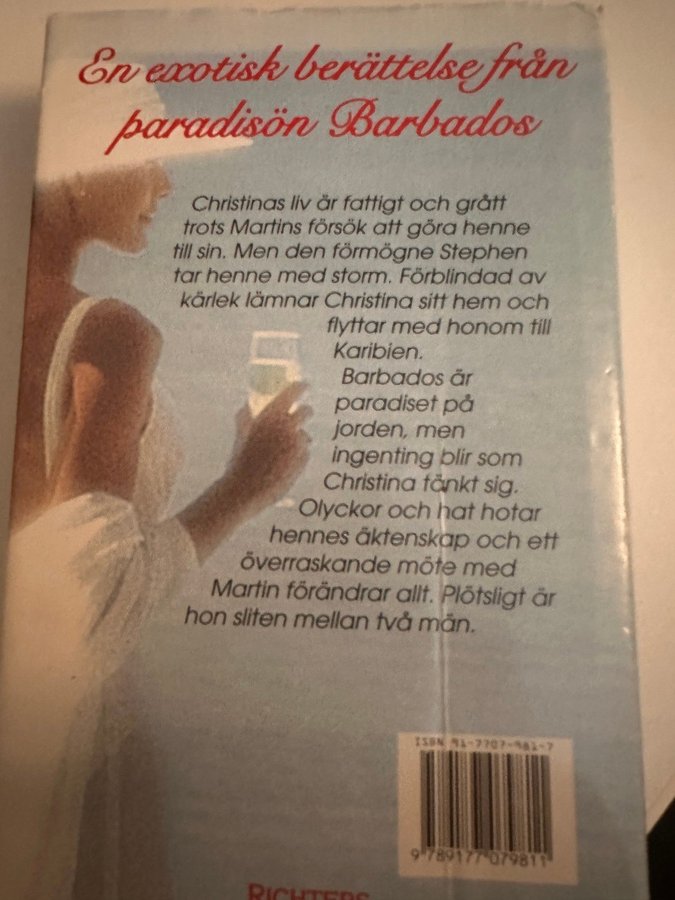 En exotisk berättelse från
paradisön Barbados
Christinas liv är fattigt och grått
trots Martins försök att göra henne
till sin. Men den förmögne Stephen
tar henne med storm. Förblindad av
kärlek lämnar Christina sitt hem och
flyttar med honom till
Karibien.
Barbados är
paradiset på
jorden, men
ingenting blir som
Christina tänkt sig.
Olyckor och hat hotar
hennes äktenskap och ett
överraskande möte med
Martin förändrar allt. Plötsligt är
hon sliten mellan två män.
ISBN 91-7707-981-7
9 789177 079811
RICHTERS